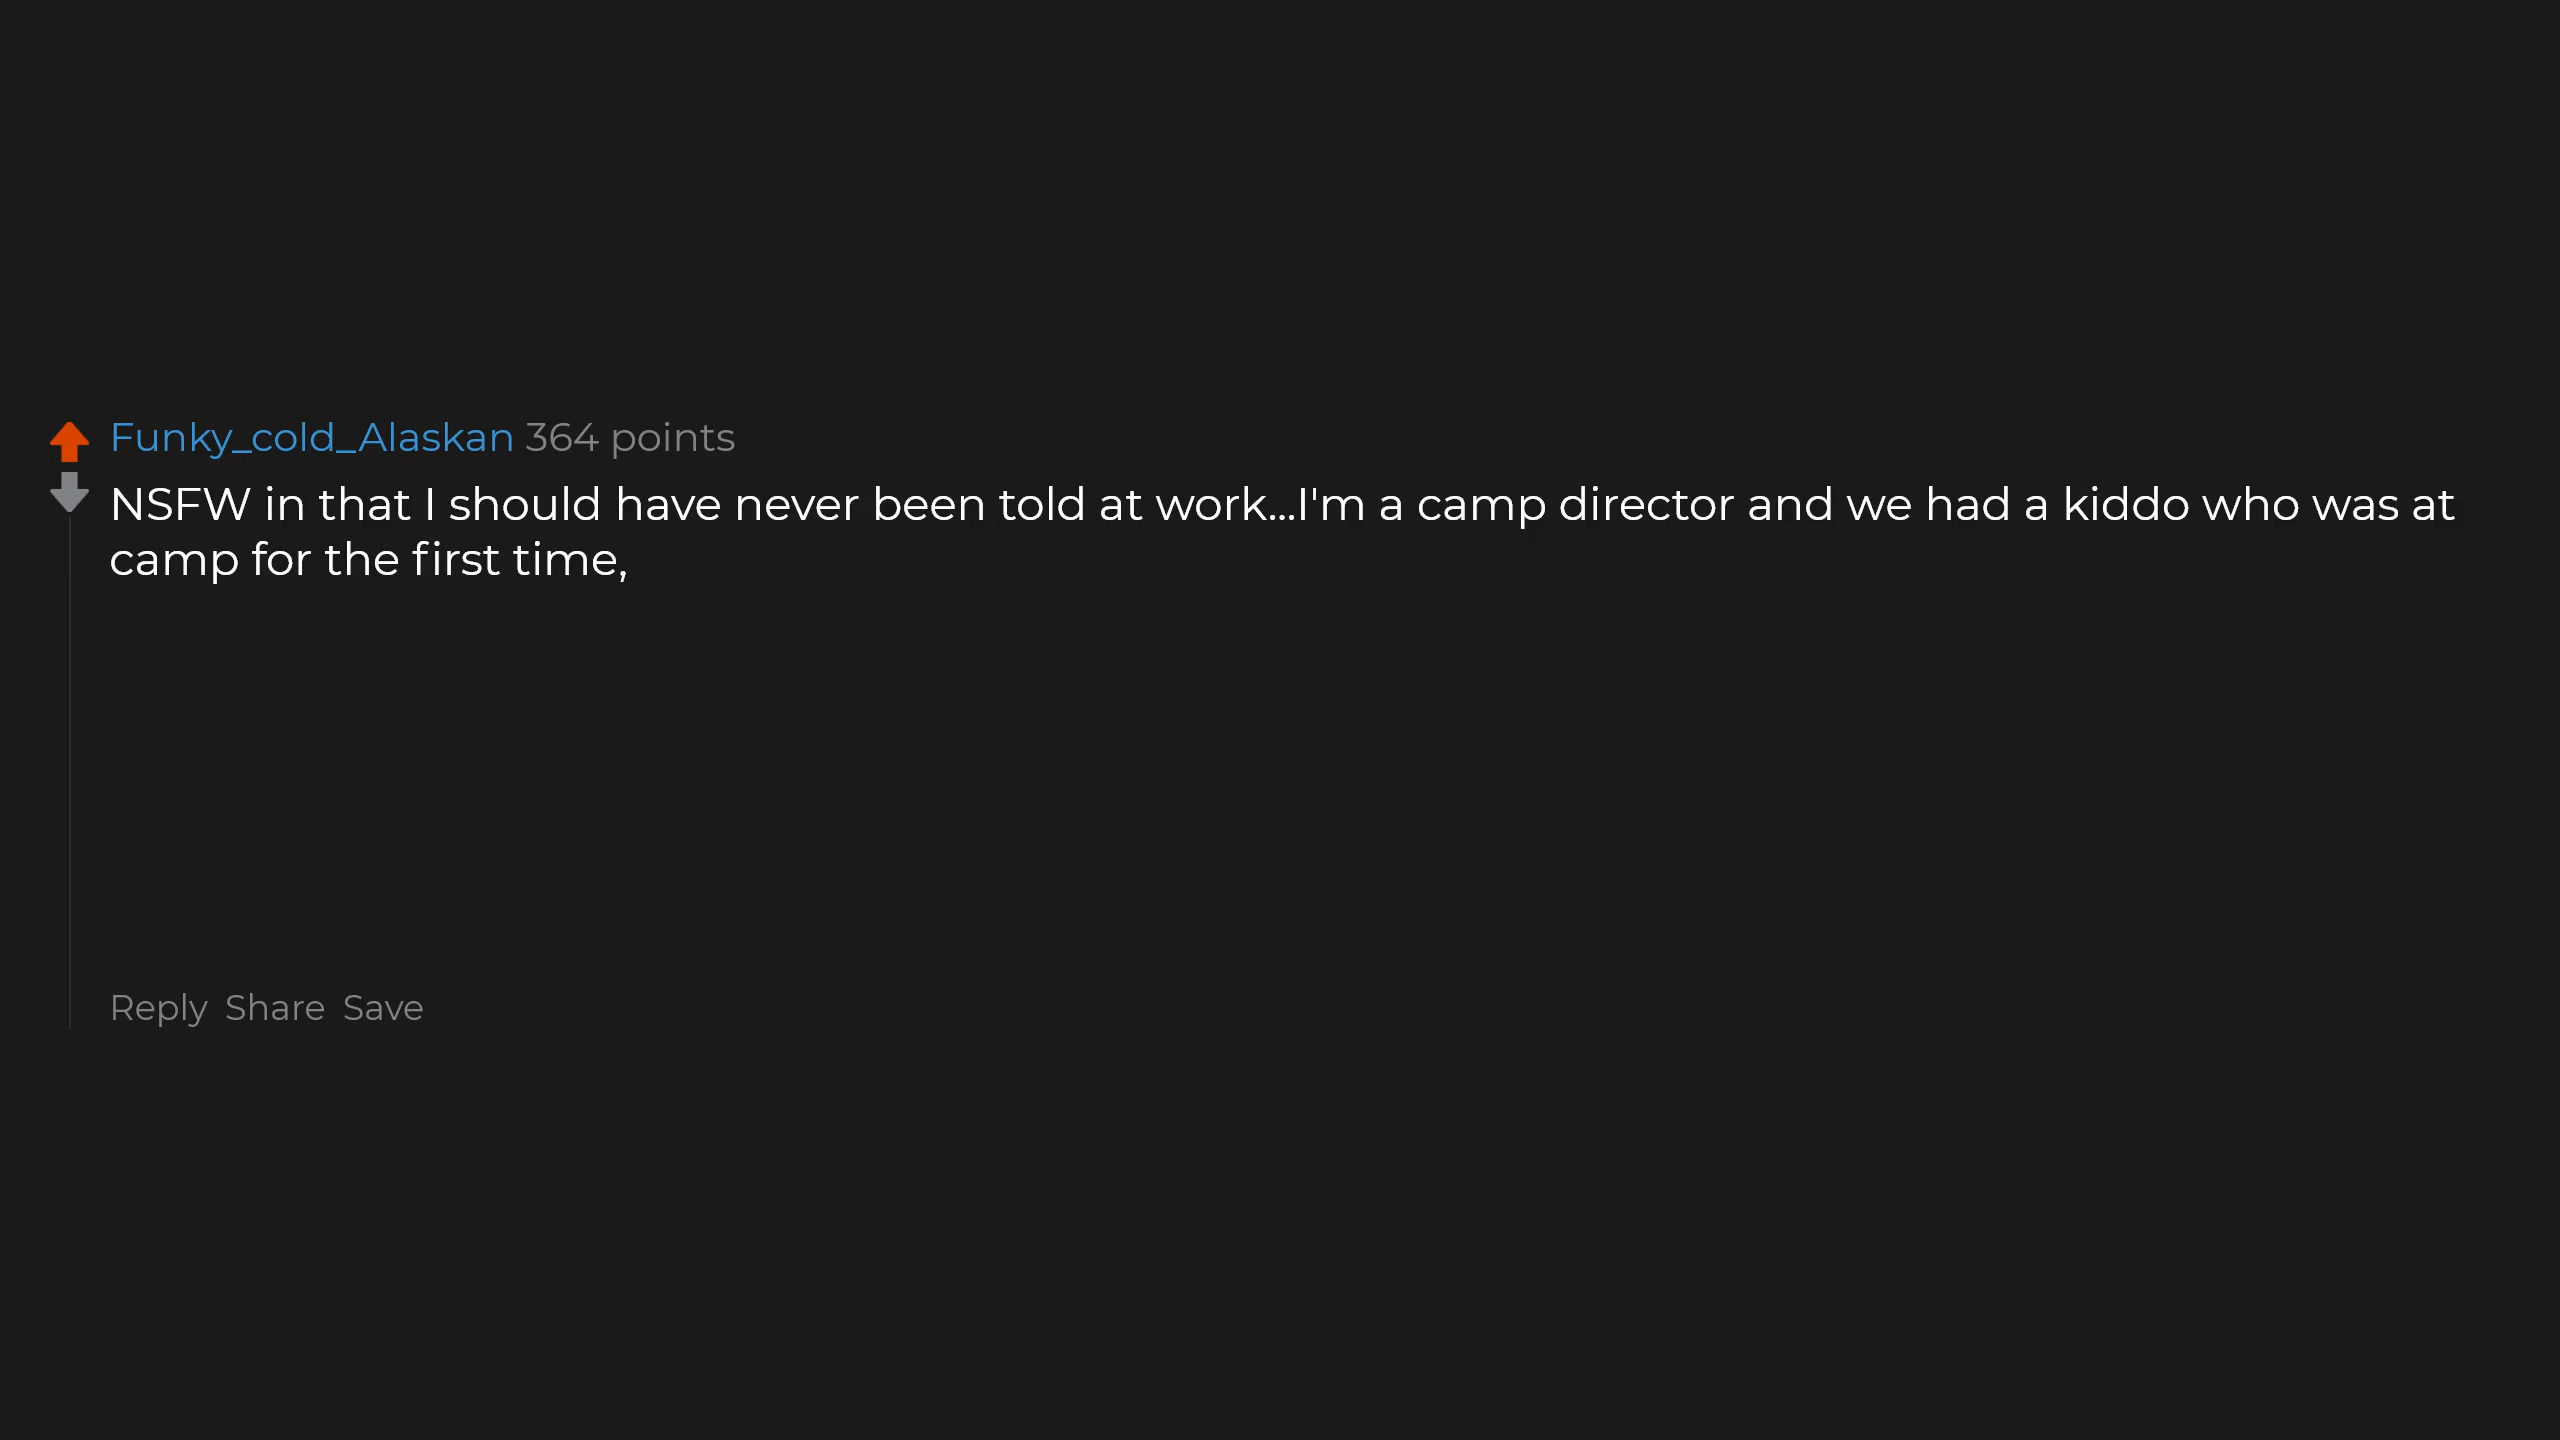 Funky_cold_Alaskan 364 points
NSFW in that I should have never been told at work...I'm a camp director and we had a kiddo who was at
camp for the first time,
Reply Share Save